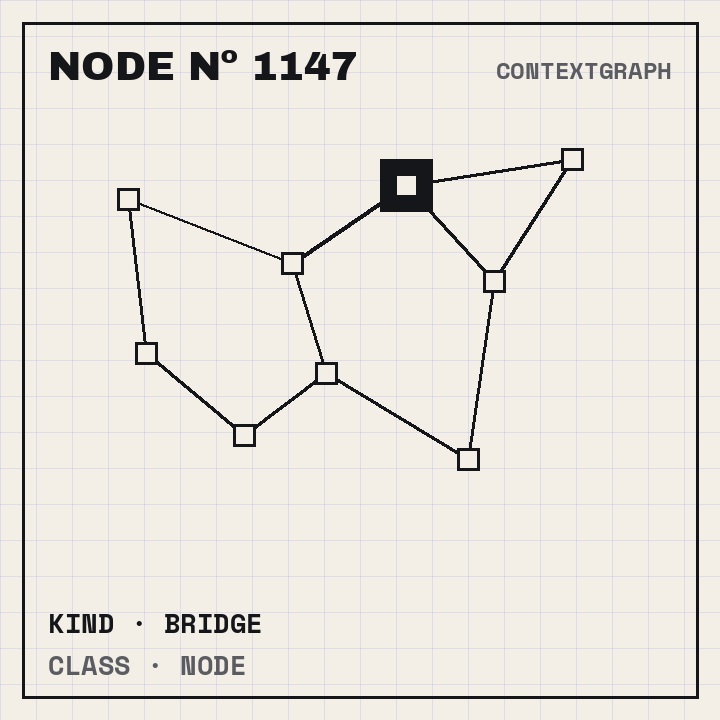 NODE Nº 1147
CONTEXTGRAPH
KIND · BRIDGE
CLASS · NODE